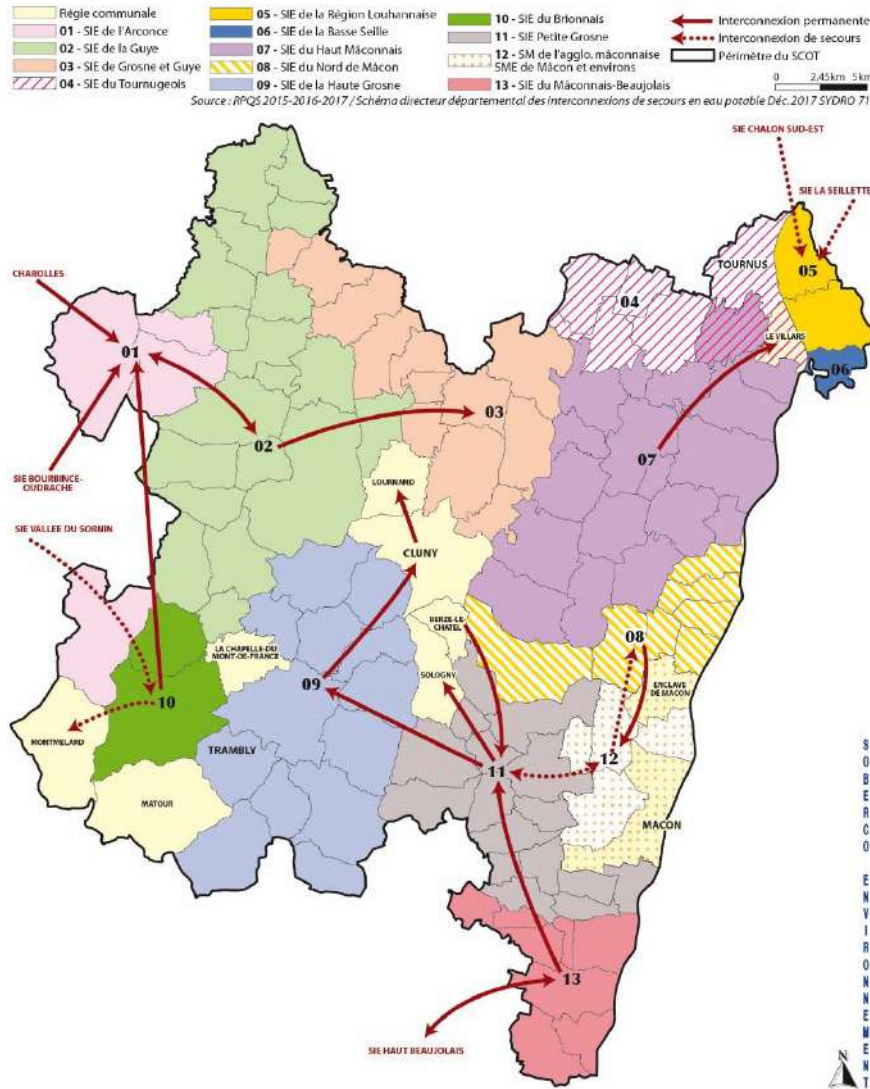 Régie communale
01 - SIE de l'Arconce
02 - SIE de la Guye
03 - SIE de Grosne et Guye
04 - SIE du Tournugeois
05 - SIE de la Région Louhannaise
06 - SIE de la Basse Seille
07 - SIE du Haut Mâconnais
08 - SIE du Nord de Mâcon
09 - SIE de la Haute Grosne
10 - SIE du Brionnais
11 - SIE Petite Grosne
12 - SM de l'agglo. mâconnaise
SME de Mâcon et environs
13 - SIE du Mâconnais-Beaujolais
Interconnexion permanente
Interconnexion de secours
Périmètre du SCOT
0 2,45km 5km
Source : RPQS 2015-2016-2017 / Schéma directeur départemental des interconnexions de secours en eau potable Déc. 2017 SYDRO 71
SIE CHALON SUD-EST
SIE LA SEILLETTE
CHAROLLES
TOURNUS
05
04
LE VILLARS
01
06
03
02
07
SIE BOURBINCE-
OUDRACHE
LOURNAND
SIE VALLEE DU SORNIN
CLUNY
BERZE-LE-
CHATEL
08
LA CHAPELLE-DU
MONT-DE-FRANCE
SOLOGNY
09
ENCLAVE
DE MACON
10
MONTMELARD
TRAMBLY
12
11
MATOUR
MACON
13
SIE HAUT BEAUJOLAIS
SOBERCO ENVIRONNEMENT
N